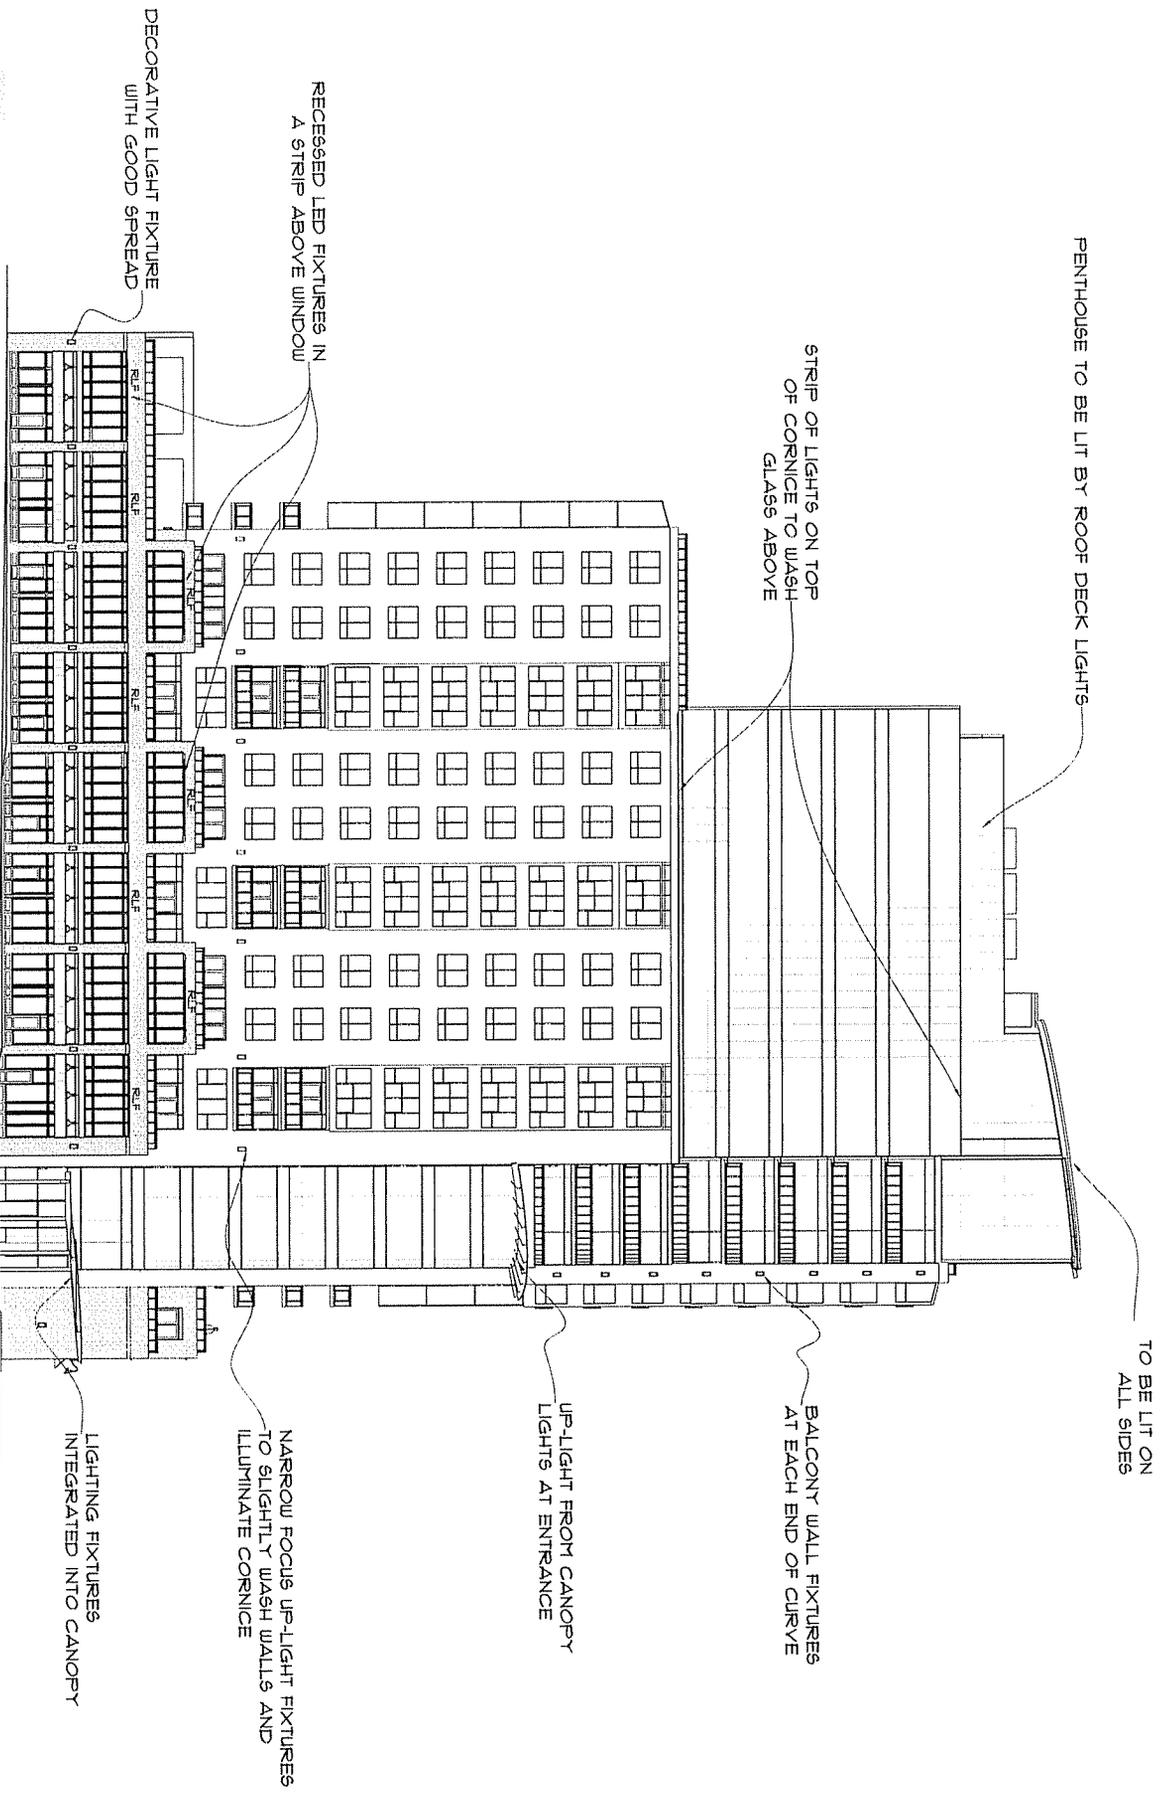 PENTHOUSE TO BE LIT BY ROOF DECK LIGHTS
STRIP OF LIGHTS ON TOP
OF CORNICE TO WASH
GLASS ABOVE
RECESSED LED FIXTURES IN
A STRIP ABOVE WINDOW
DECORATIVE LIGHT FIXTURE
WITH GOOD SPREAD
TO BE LIT ON
ALL SIDES
BALCONY WALL FIXTURES
AT EACH END OF CURVE
UP-LIGHT FROM CANOPY
LIGHTS AT ENTRANCE
NARROW FOCUS UP-LIGHT FIXTURES
TO SLIGHTLY WASH WALLS AND
ILLUMINATE CORNICE
LIGHTING FIXTURES
INTEGRATED INTO CANOPY
RLF
RLF
RLF
RLF
RLF
RLF
RLF
RLF